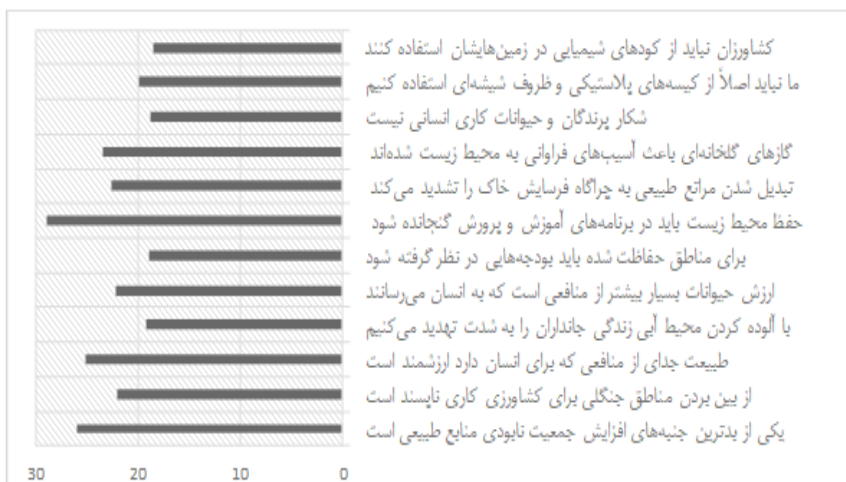 کشاورزان نباید از کودهای شیمیایی در زمین‌هایشان استفاده کنند
ما نباید اصلاً از کیسه‌های پلاستیکی و ظروف شیشه‌ای استفاده کنیم
شکار پرندگان و حیوانات کاری انسانی نیست
گازهای گلخانه‌ای باعث آسیب‌های فراوانی به محیط زیست شده‌اند
تبدیل شدن مراتع طبیعی به چراگاه فرسایش خاک را تشدید می‌کند
حفظ محیط زیست باید در برنامه‌های آموزش و پرورش گنجانده شود
برای مناطق حفاظت شده باید بودجه‌هایی در نظر گرفته شود
ارزش حیوانات بسیار بیشتر از منافعی است که به انسان می‌رسانند
با آلوده کردن محیط آبی زندگی جانداران را به شدت تهدید می‌کنیم
طبیعت جدای از منافعی که برای انسان دارد ارزشمند است
از بین بردن مناطق جنگلی برای کشاورزی کاری ناپسند است
یکی از بدترین جنبه‌های افزایش جمعیت نابودی منابع طبیعی است
30 20 10 0